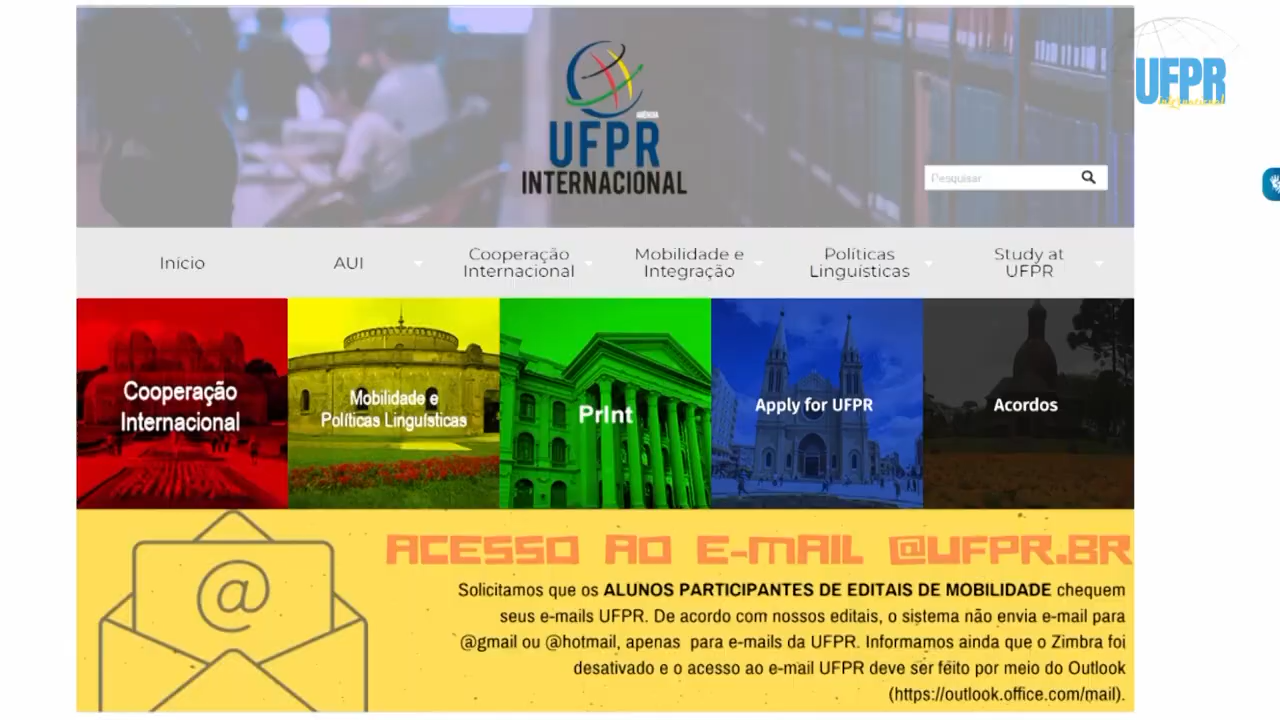 AGÊNCIA
UFPR
INTERNACIONAL
UFPR
internacional
Pesquisar
Início
AUI
Cooperação
Internacional
Mobilidade e
Integração
Políticas
Linguísticas
Study at
UFPR
Cooperação
Internacional
Mobilidade e
Políticas Linguísticas
PrInt
Apply for UFPR
Acordos
@
ACESSO AO E-MAIL @UFPR.BR
Solicitamos que os ALUNOS PARTICIPANTES DE EDITAIS DE MOBILIDADE chequem
seus e-mails UFPR. De acordo com nossos editais, o sistema não envia e-mail para
@gmail ou @hotmail, apenas para e-mails da UFPR. Informamos ainda que o Zimbra foi
desativado e o acesso ao e-mail UFPR deve ser feito por meio do Outlook
(https://outlook.office.com/mail).